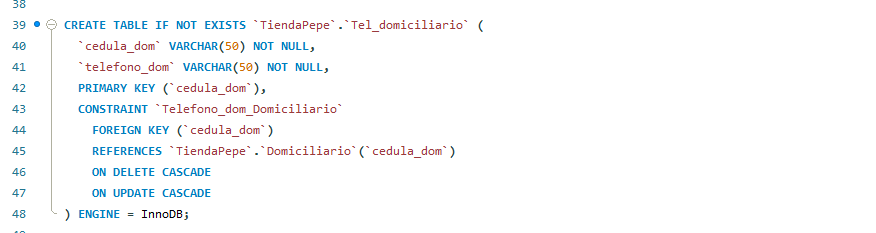 38
39 CREATE TABLE IF NOT EXISTS `TiendaPepe`.`Tel_domiciliario` (
40 `cedula_dom` VARCHAR(50) NOT NULL,
41 `telefono_dom` VARCHAR(50) NOT NULL,
42 PRIMARY KEY (`cedula_dom`),
43 CONSTRAINT `Telefono_dom_Domiciliario`
44 FOREIGN KEY (`cedula_dom`)
45 REFERENCES `TiendaPepe`.`Domiciliario`(`cedula_dom`)
46 ON DELETE CASCADE
47 ON UPDATE CASCADE
48 ) ENGINE = InnoDB;